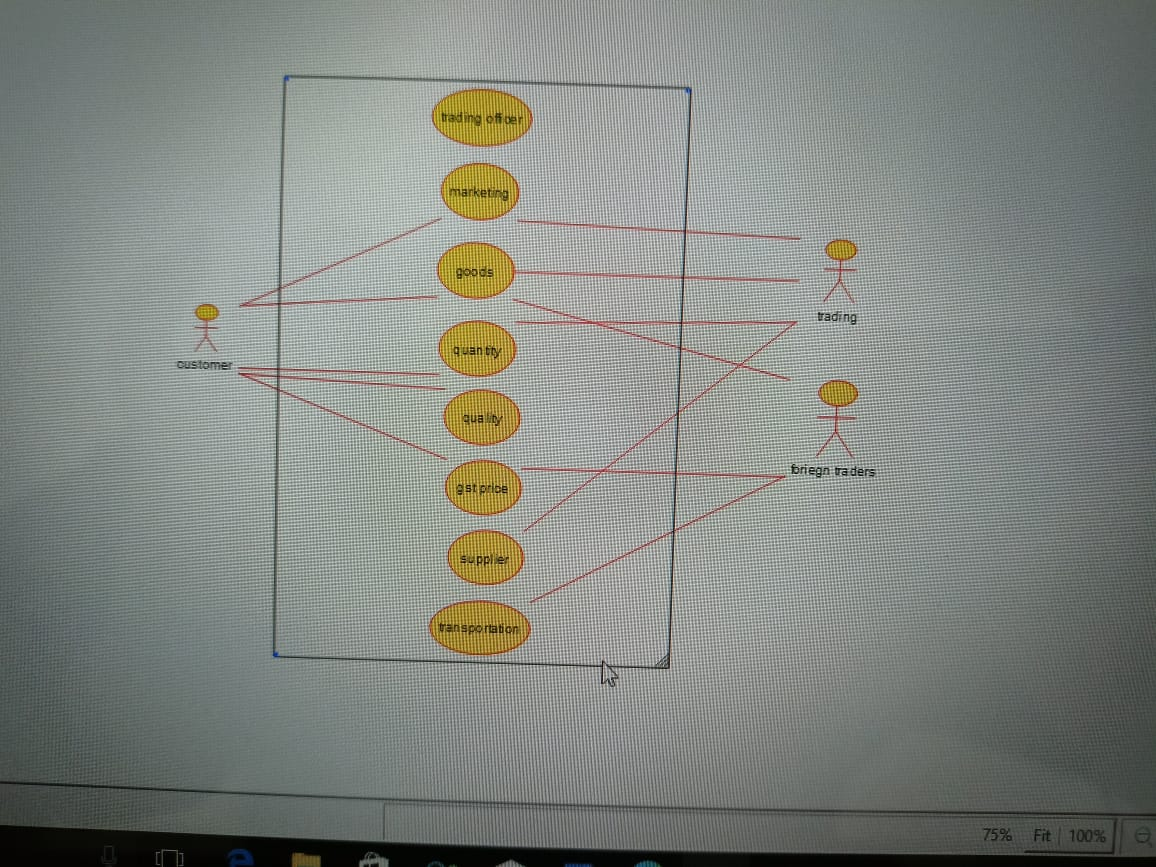 trading officer
marketing
goods
quantity
quality
gst price
supplier
transportation
customer
trading
foriegn traders
75% Fit 100%